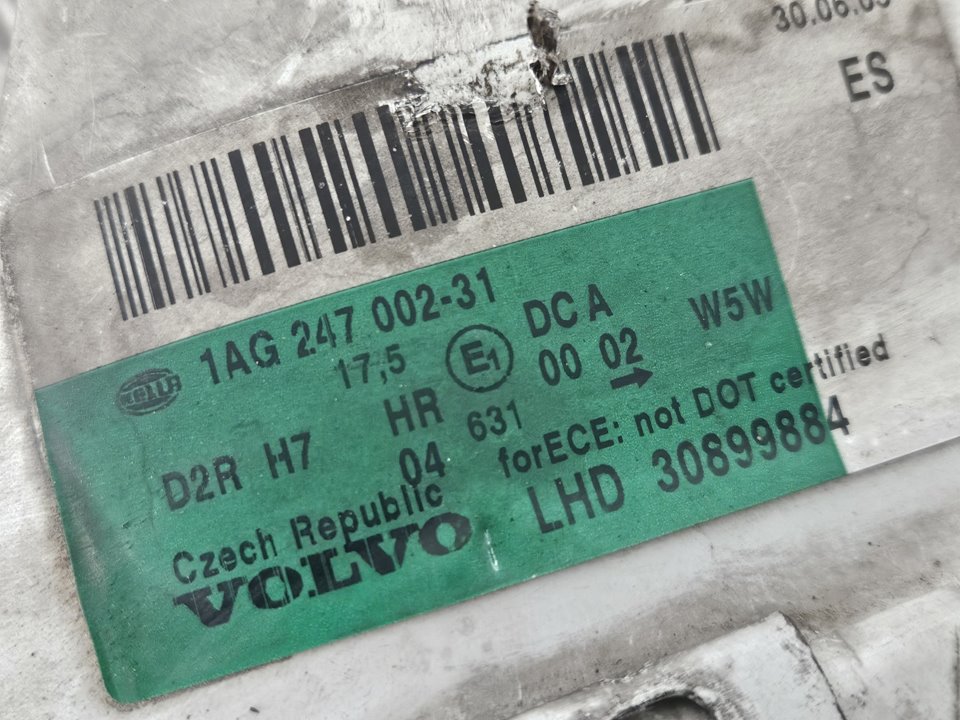 30.06.05
ES
HELLA 1AG 247 002-31 DC A W5W
17,5 E1 00 02 →
D2R H7 HR 631 forECE: not DOT certified
04
Czech Republic LHD 30899884
VOLVO